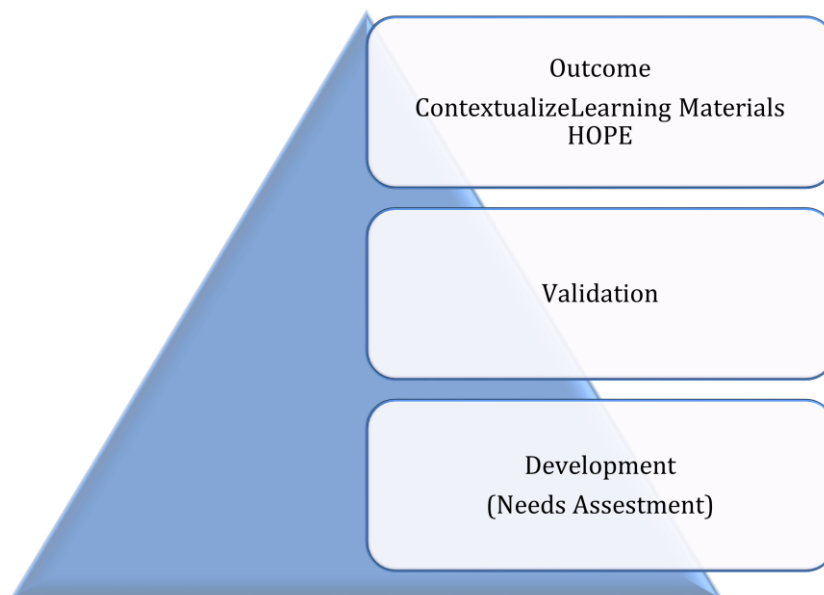 Outcome
ContextualizeLearning Materials
HOPE
Validation
Development
(Needs Assestment)